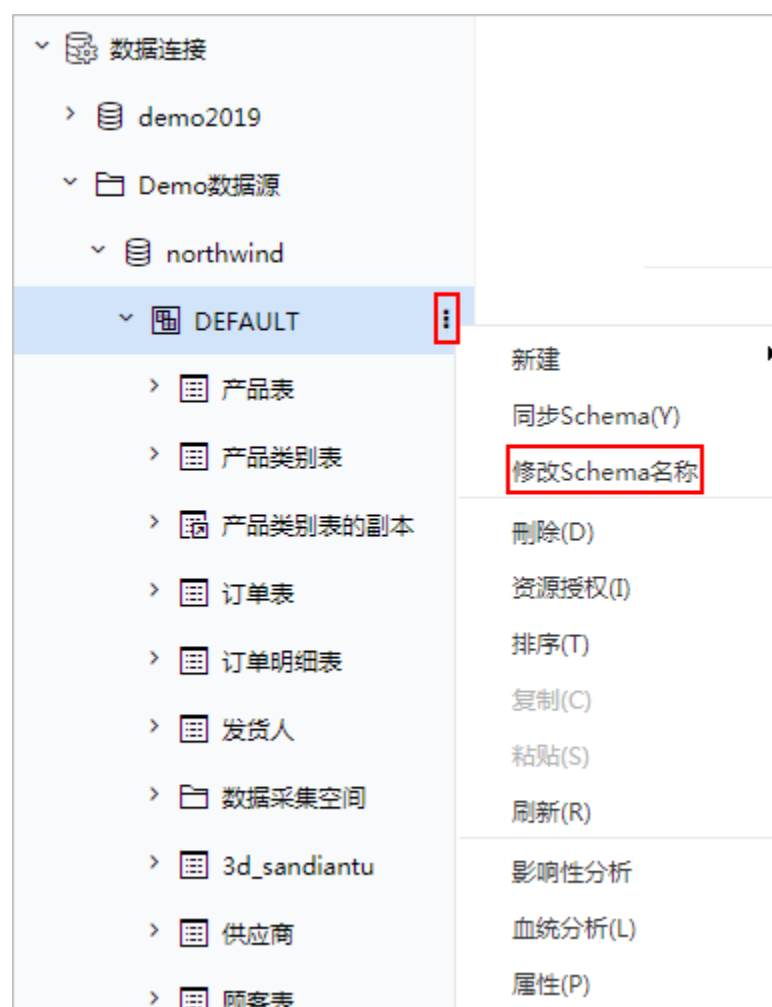 数据连接
demo2019
Demo数据源
northwind
DEFAULT
产品表
产品类别表
产品类别表的副本
订单表
订单明细表
发货人
数据采集空间
3d_sandiantu
供应商
顾客表
新建
同步Schema(Y)
修改Schema名称
删除(D)
资源授权(I)
排序(T)
复制(C)
粘贴(S)
刷新(R)
影响性分析
血统分析(L)
属性(P)